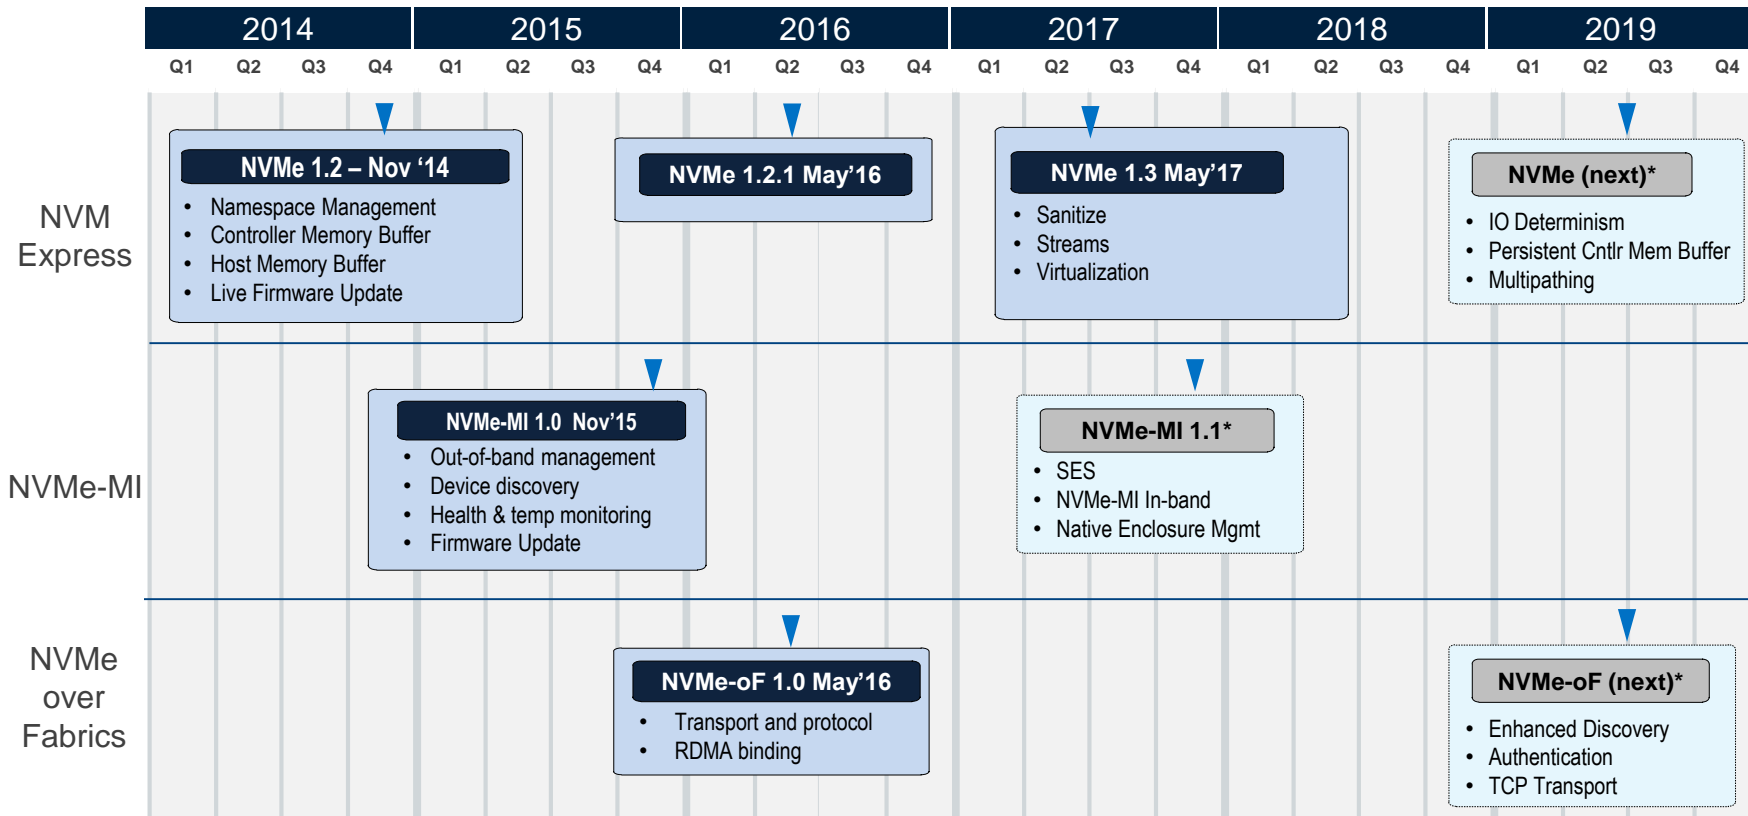 2014 2015 2016 2017 2018 2019
Q1 Q2 Q3 Q4 Q1 Q2 Q3 Q4 Q1 Q2 Q3 Q4 Q1 Q2 Q3 Q4 Q1 Q2 Q3 Q4 Q1 Q2 Q3 Q4
NVM
Express
NVMe 1.2 – Nov ‘14
• Namespace Management
• Controller Memory Buffer
• Host Memory Buffer
• Live Firmware Update
NVMe 1.2.1 May’16
NVMe 1.3 May’17
• Sanitize
• Streams
• Virtualization
NVMe (next)*
• IO Determinism
• Persistent Cntlr Mem Buffer
• Multipathing
NVMe-MI
NVMe-MI 1.0 Nov’15
• Out-of-band management
• Device discovery
• Health & temp monitoring
• Firmware Update
NVMe-MI 1.1*
• SES
• NVMe-MI In-band
• Native Enclosure Mgmt
NVMe
over
Fabrics
NVMe-oF 1.0 May’16
• Transport and protocol
• RDMA binding
NVMe-oF (next)*
• Enhanced Discovery
• Authentication
• TCP Transport